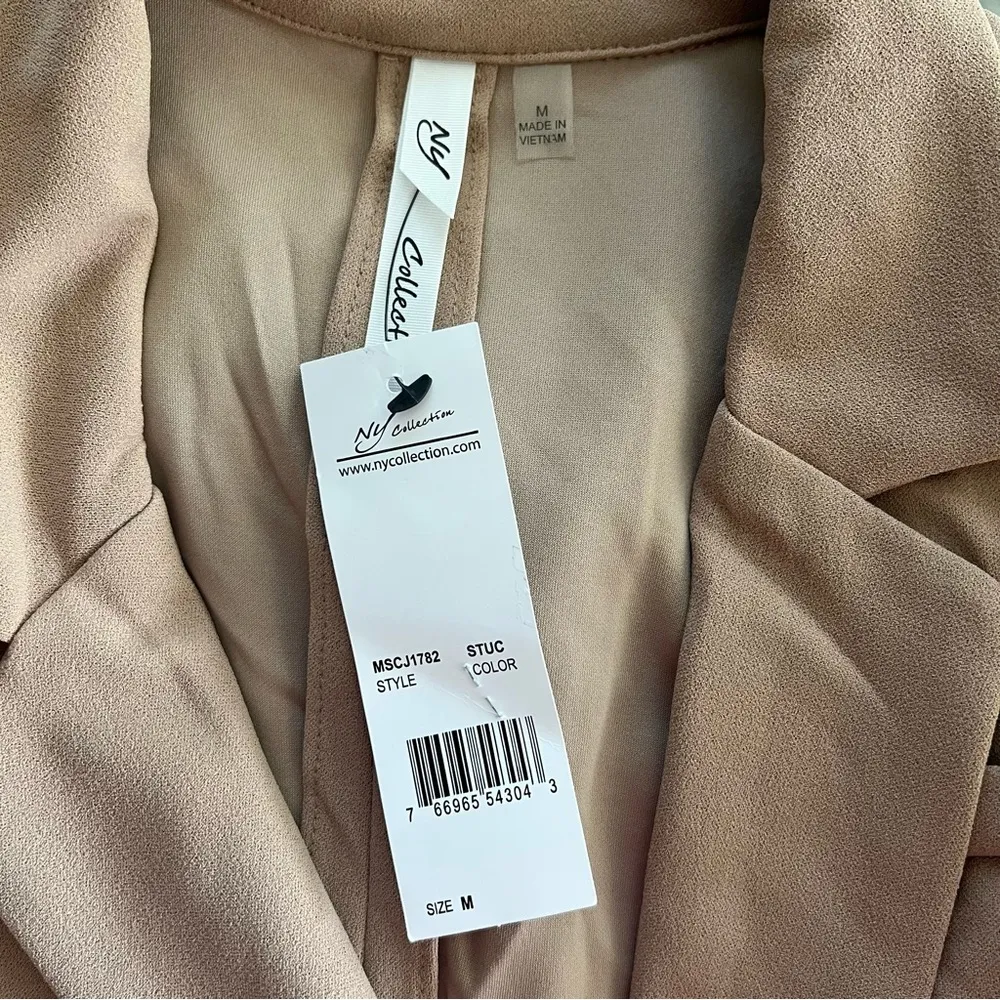 M
MADE IN
VIETNAM
Ny
Collect
NY Collection
www.nycollection.com
MSCJ1782 STUC
STYLE COLOR
7 66965 54304 3
SIZE M